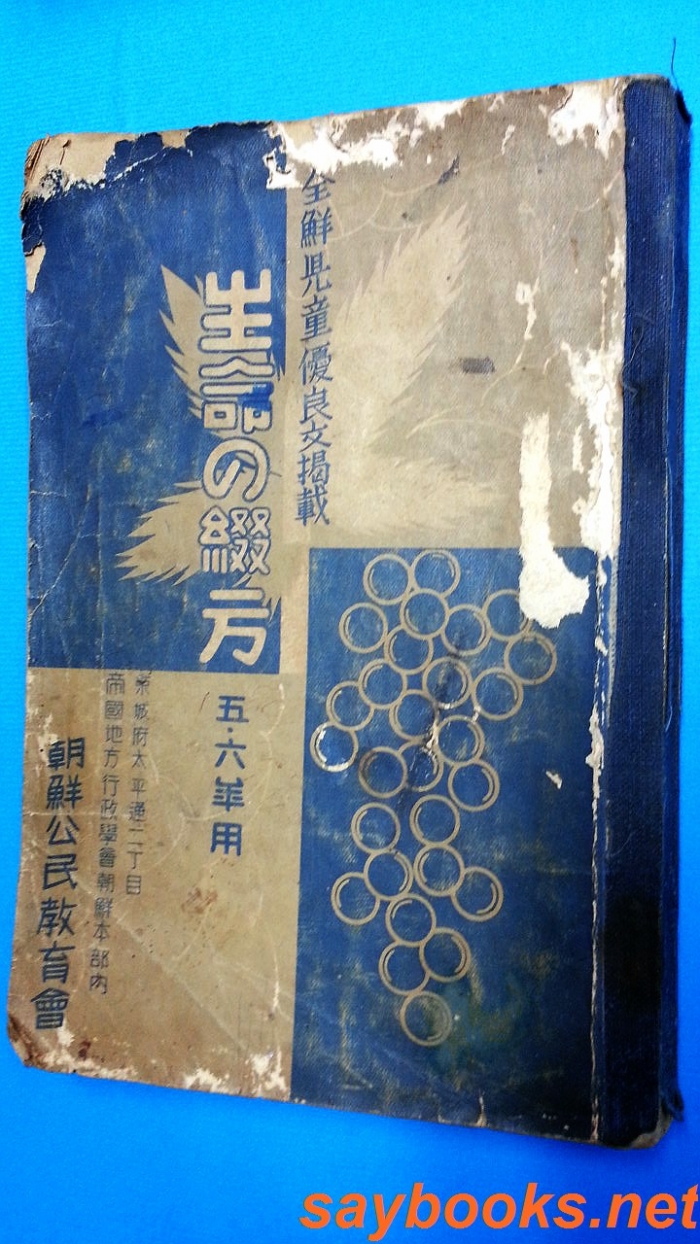 全鮮児童優良文掲載
生命の綴方
五・六年用
京城府太平通二丁目
帝國地方行政學會朝鮮本部内
朝鮮公民教育會
saybooks.net